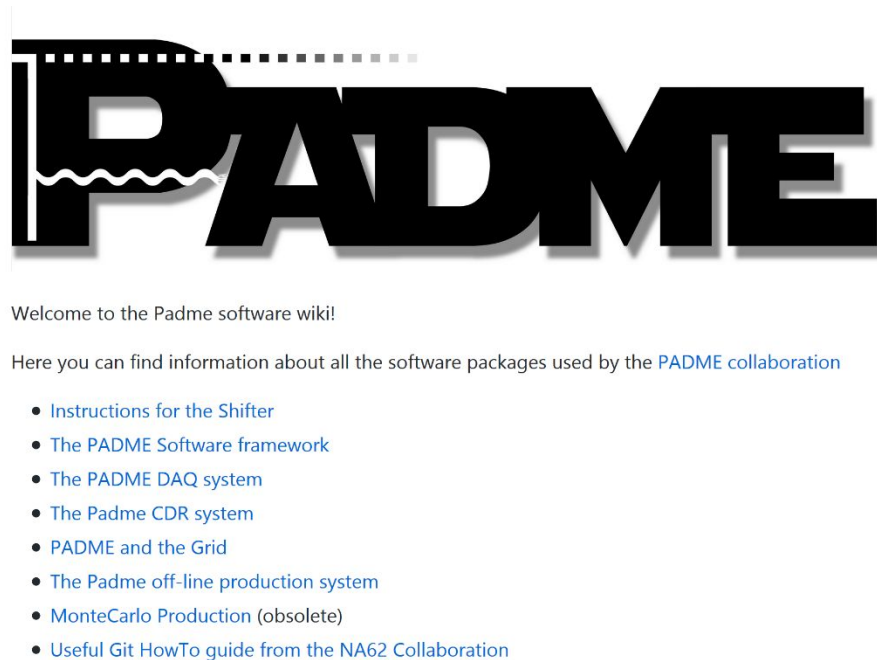 PADME
Welcome to the Padme software wiki!
Here you can find information about all the software packages used by the PADME collaboration
Instructions for the Shifter
The PADME Software framework
The PADME DAQ system
The Padme CDR system
PADME and the Grid
The Padme off-line production system
MonteCarlo Production (obsolete)
Useful Git HowTo guide from the NA62 Collaboration